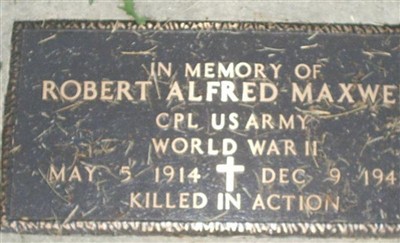 IN MEMORY OF
ROBERT ALFRED MAXWE
CPL US ARMY
WORLD WAR II
MAY 5 1914 DEC 9 194
KILLED IN ACTION